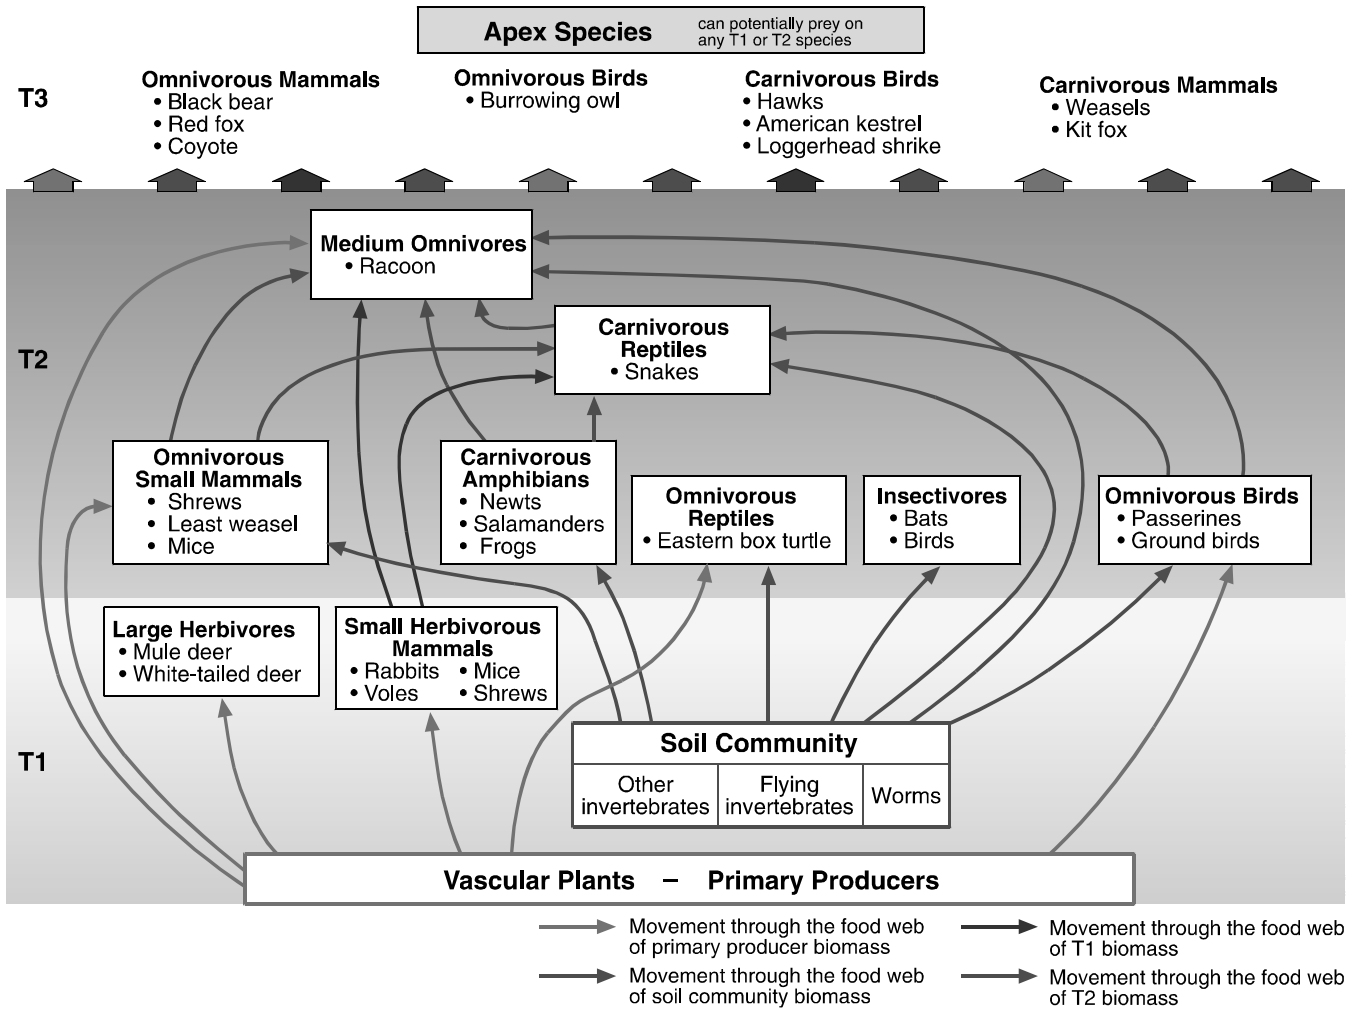 Apex Species
can potentially prey on
any T1 or T2 species
T3
Omnivorous Mammals
• Black bear
• Red fox
• Coyote
Omnivorous Birds
• Burrowing owl
Carnivorous Birds
• Hawks
• American kestrel
• Loggerhead shrike
Carnivorous Mammals
• Weasels
• Kit fox
T2
Medium Omnivores
• Racoon
Carnivorous
Reptiles
• Snakes
Omnivorous
Small Mammals
• Shrews
• Least weasel
• Mice
Carnivorous
Amphibians
• Newts
• Salamanders
• Frogs
Omnivorous
Reptiles
• Eastern box turtle
Insectivores
• Bats
• Birds
Omnivorous Birds
• Passerines
• Ground birds
T1
Large Herbivores
• Mule deer
• White-tailed deer
Small Herbivorous
Mammals
• Rabbits • Mice
• Voles • Shrews
Soil Community
Other
invertebrates
Flying
invertebrates
Worms
Vascular Plants – Primary Producers
Movement through the food web
of primary producer biomass
Movement through the food web
of soil community biomass
Movement through the food web
of T1 biomass
Movement through the food web
of T2 biomass